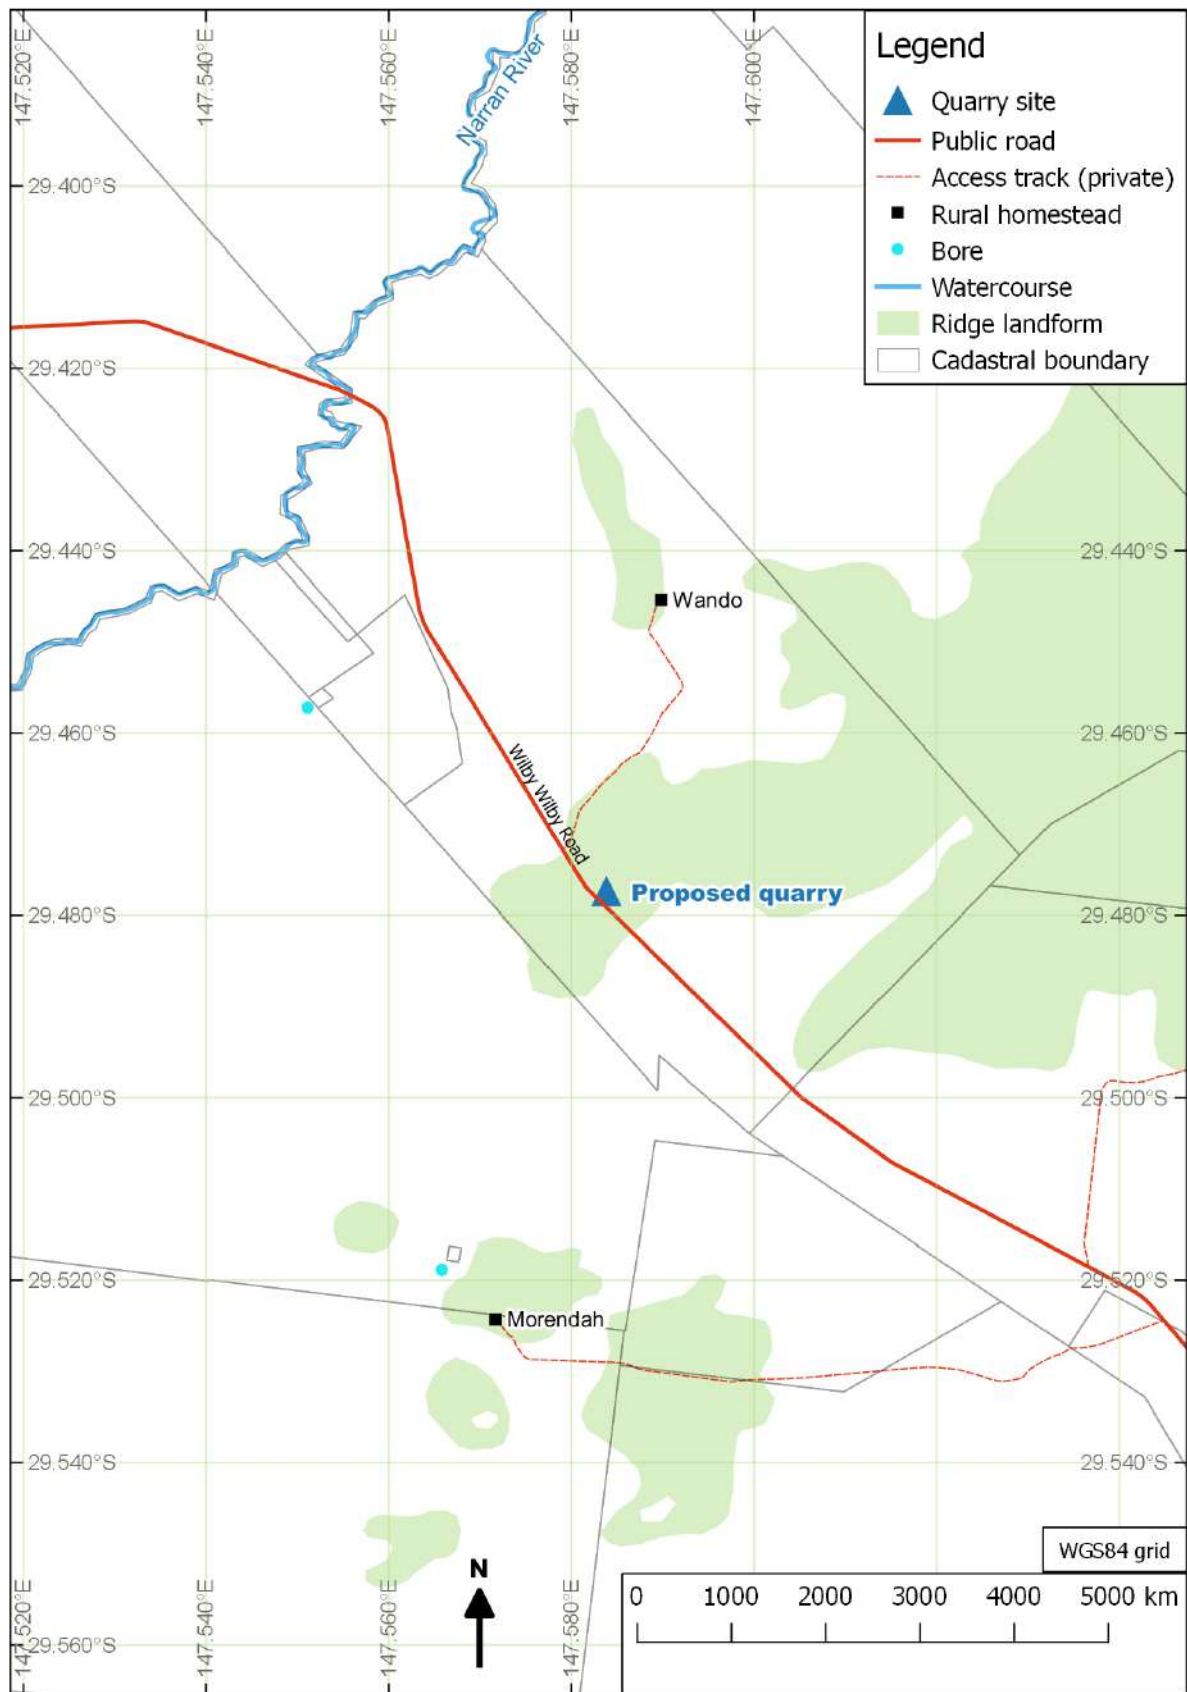 147.520°E
147.540°E
147.560°E
147.580°E
147.600°E
Legend
Quarry site
Public road
Access track (private)
Rural homestead
Bore
Watercourse
Ridge landform
Cadastral boundary
Narran River
29.400°S
29.420°S
29.440°S
29.440°S
Wando
29.460°S
29.460°S
Wilby Wilby Road
Proposed quarry
29.480°S
29.480°S
29.500°S
29.500°S
29.520°S
29.520°S
Morendah
29.540°S
29.540°S
WGS84 grid
N
0 1000 2000 3000 4000 5000 km
29.560°S
147.520°E
147.540°E
147.560°E
147.580°E